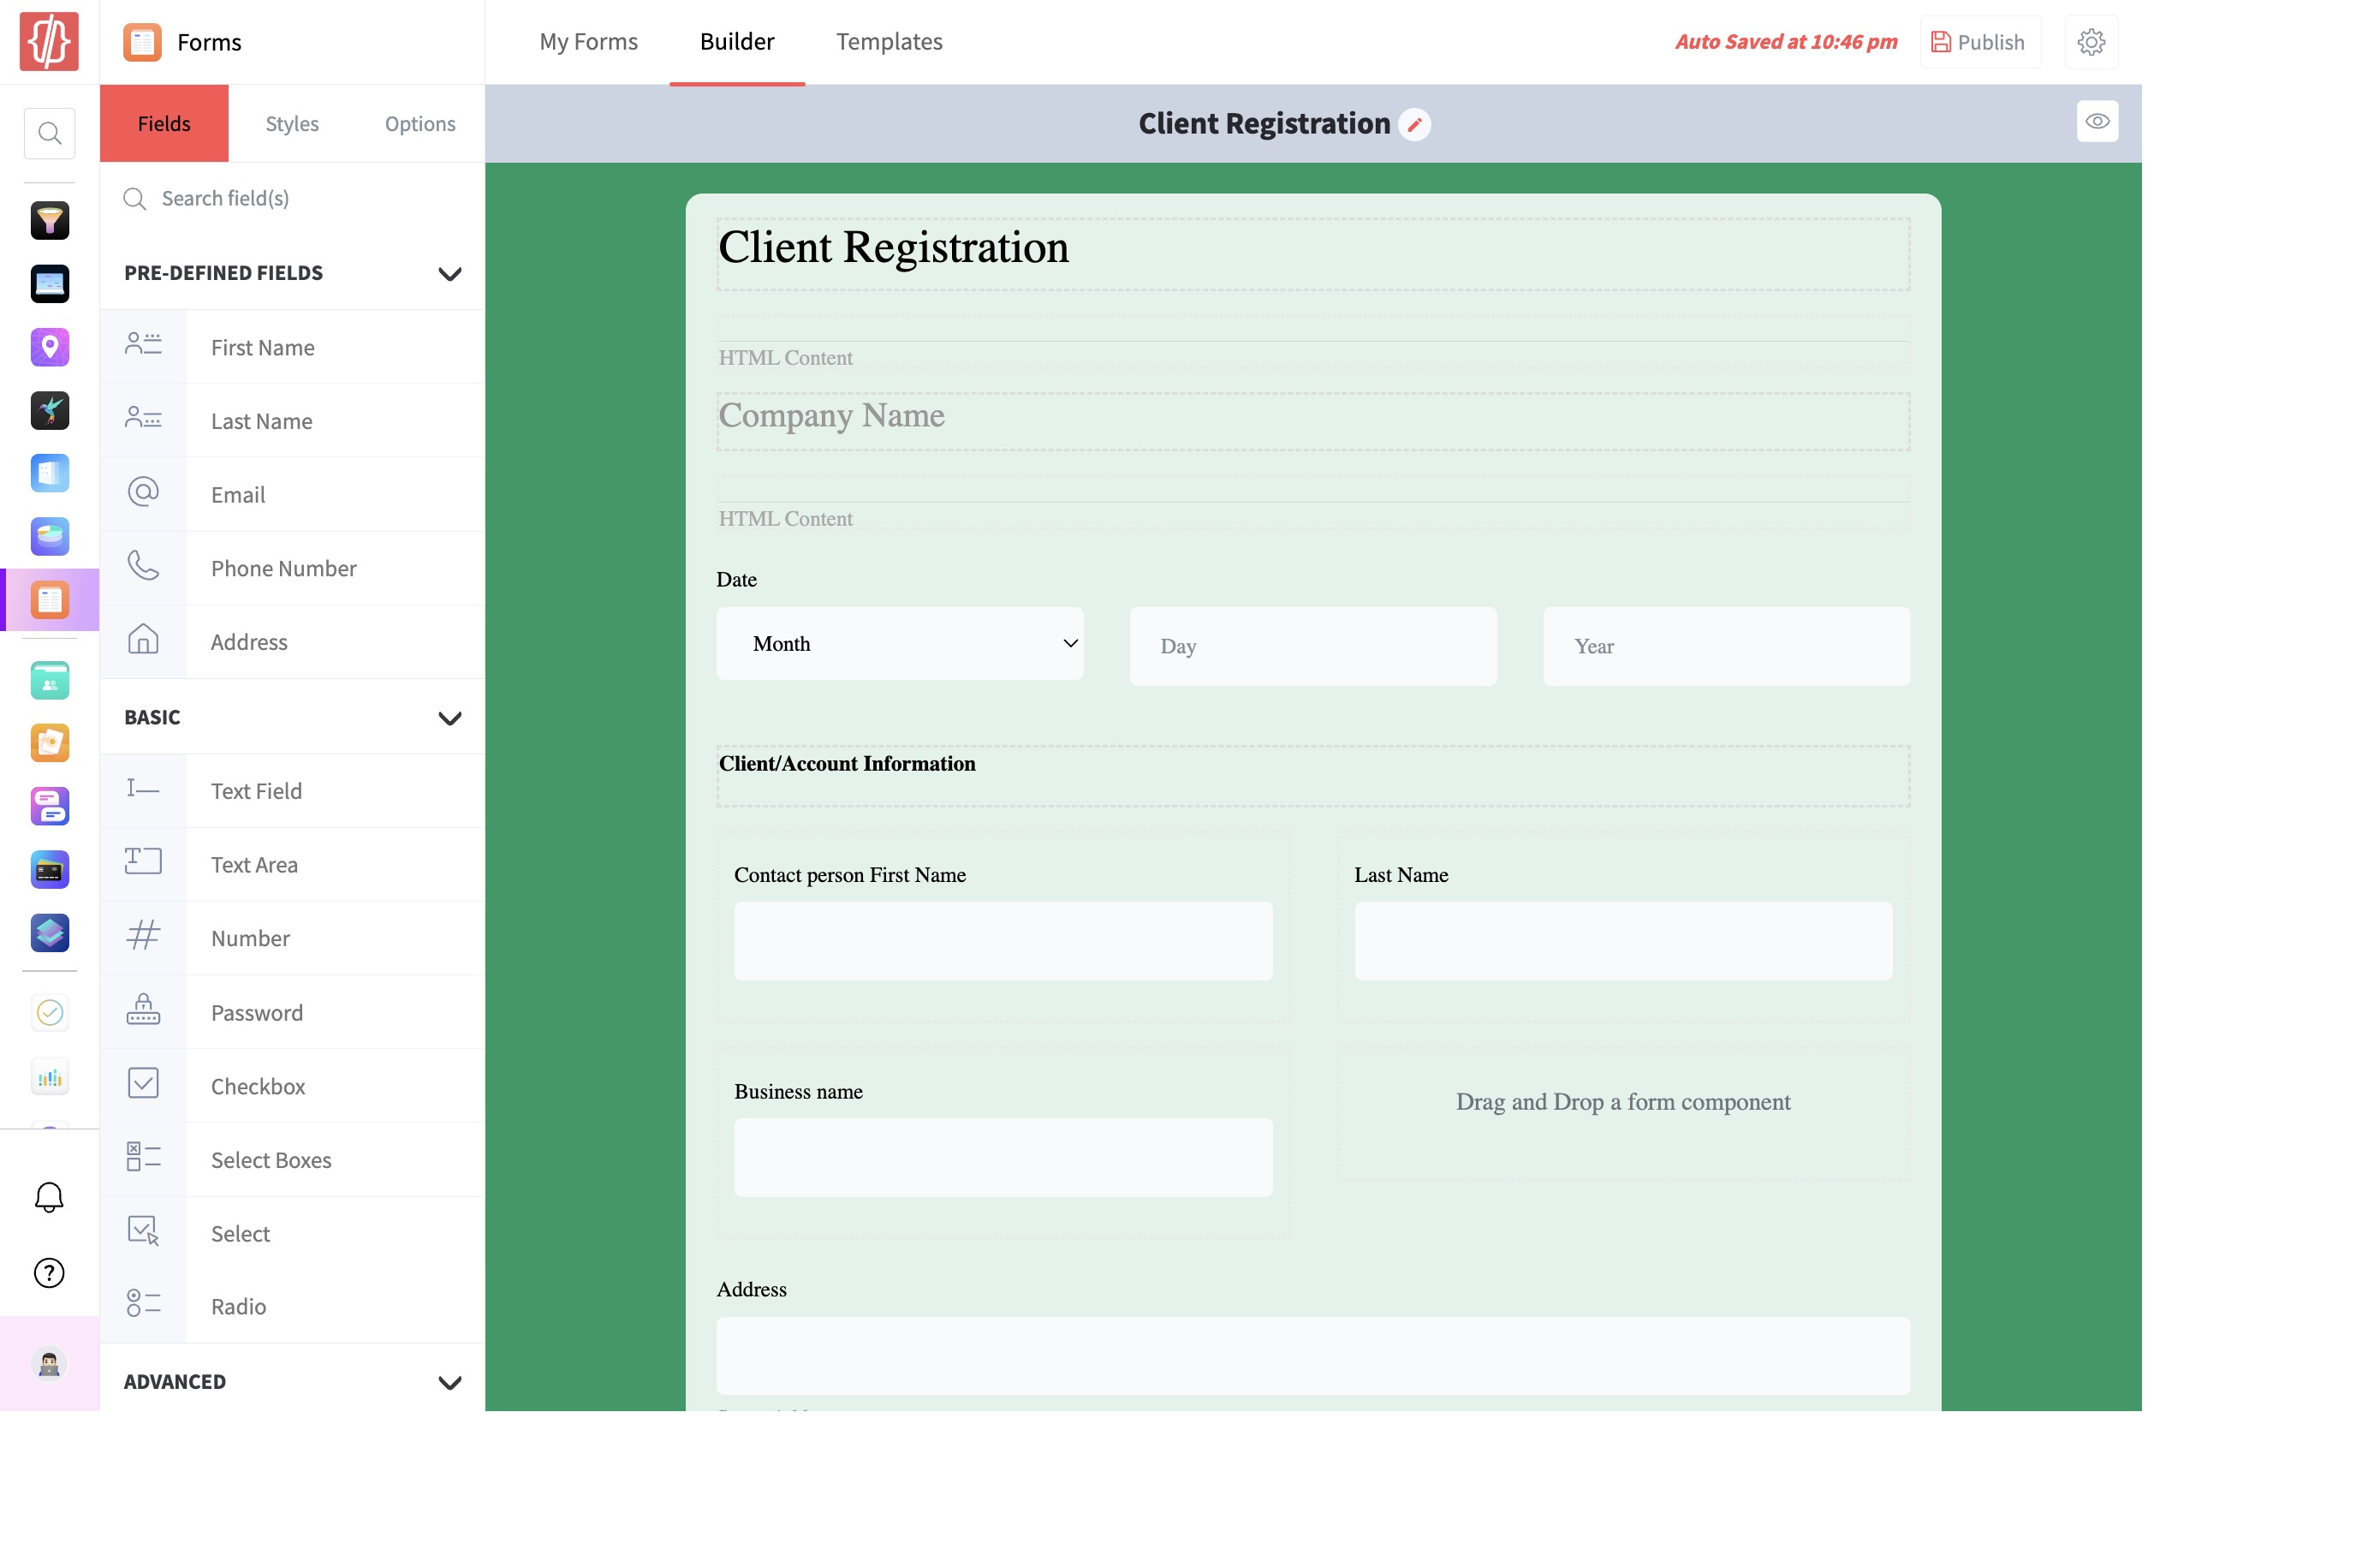 Forms
My Forms
Builder
Templates
Auto Saved at 10:46 pm
Publish
Fields
Styles
Options
Client Registration
Search field(s)
PRE-DEFINED FIELDS
First Name
Last Name
Email
Phone Number
Address
BASIC
Text Field
Text Area
Number
Password
Checkbox
Select Boxes
Select
Radio
ADVANCED
Client Registration
HTML Content
Company Name
HTML Content
Date
Month
Day
Year
Client/Account Information
Contact person First Name
Last Name
Business name
Drag and Drop a form component
Address